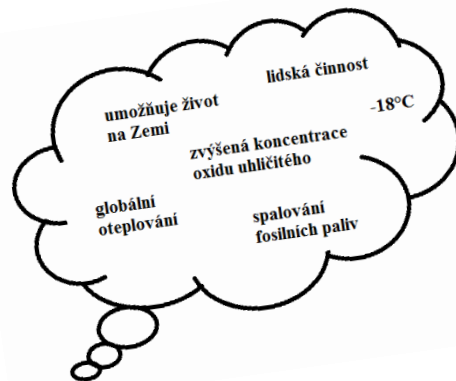 lidská činnost
umožňuje život
na Zemi
-18°C
zvýšená koncentrace
oxidu uhličitého
globální
oteplování
spalování
fosilních paliv